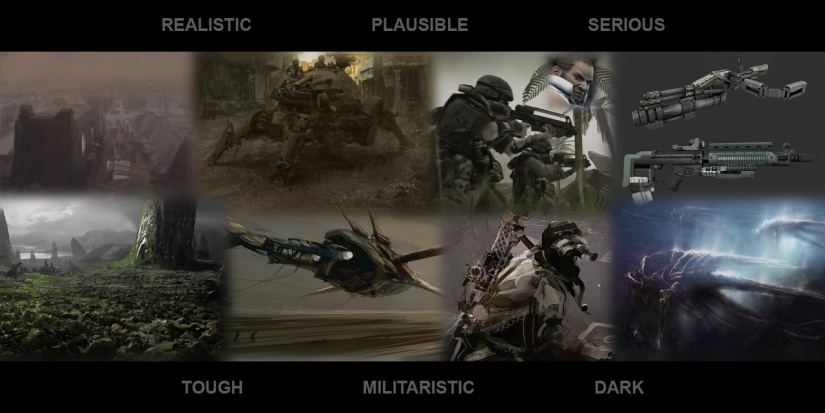 REALISTIC PLAUSIBLE SERIOUS
TOUGH MILITARISTIC DARK